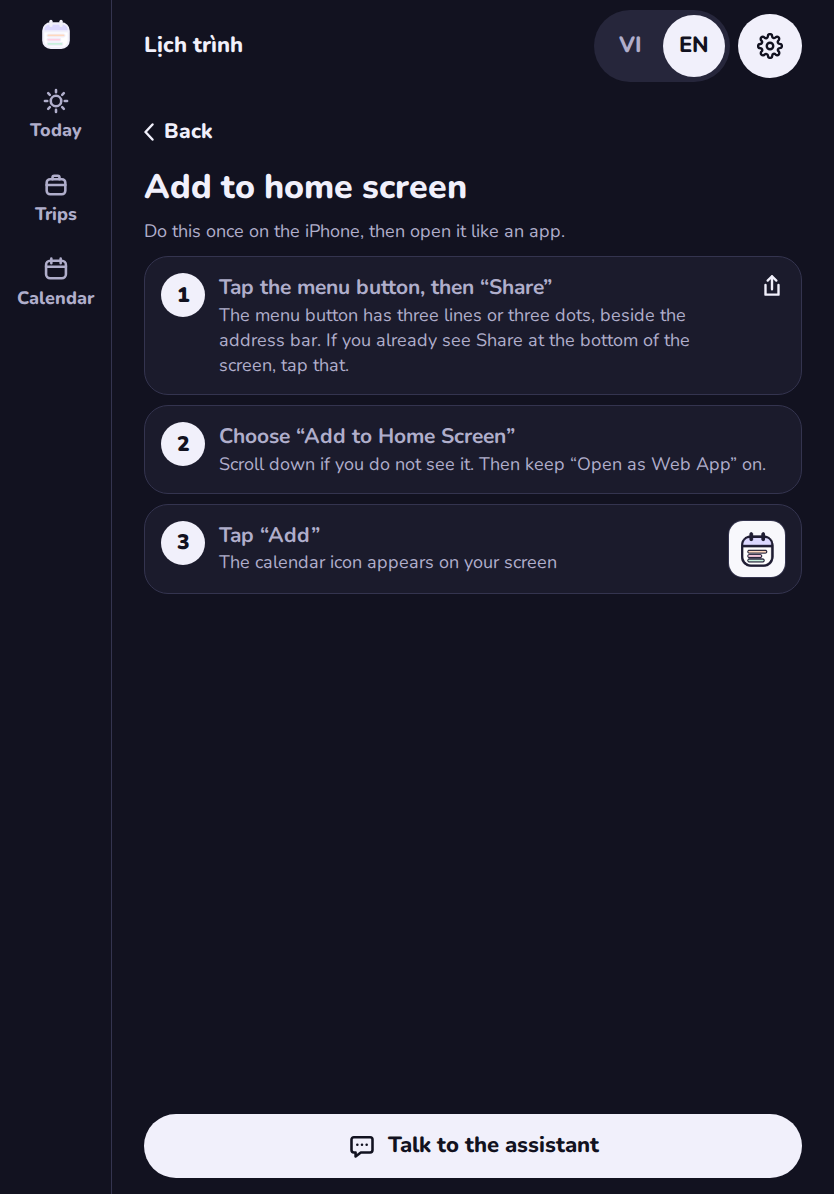 Lịch trình
VI
EN
Today
Trips
Calendar
Back
Add to home screen
Do this once on the iPhone, then open it like an app.
1
Tap the menu button, then “Share”
The menu button has three lines or three dots, beside the
address bar. If you already see Share at the bottom of the
screen, tap that.
2
Choose “Add to Home Screen”
Scroll down if you do not see it. Then keep “Open as Web App” on.
3
Tap “Add”
The calendar icon appears on your screen
Talk to the assistant